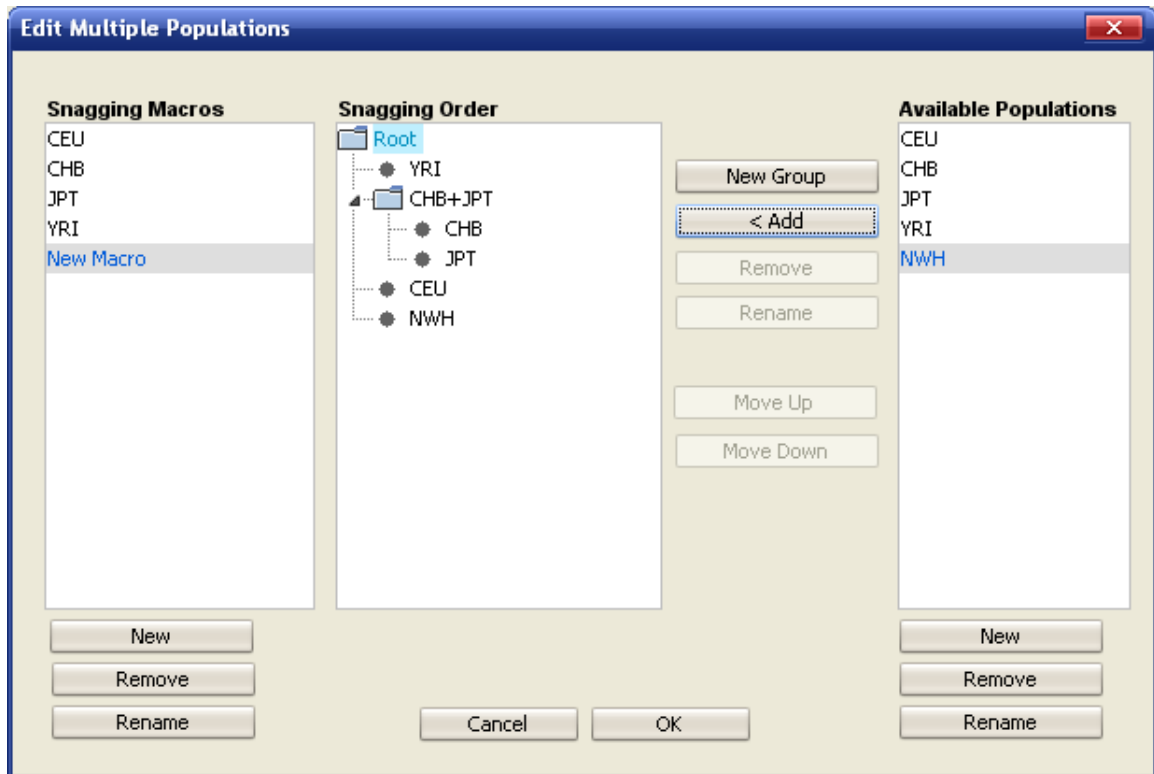 Edit Multiple Populations
Snagging Macros
CEU
CHB
JPT
YRI
New Macro
New
Remove
Rename
Snagging Order
Root
YRI
CHB+JPT
CHB
JPT
CEU
NWH
New Group
< Add
Remove
Rename
Move Up
Move Down
Cancel
OK
Available Populations
CEU
CHB
JPT
YRI
NWH
New
Remove
Rename